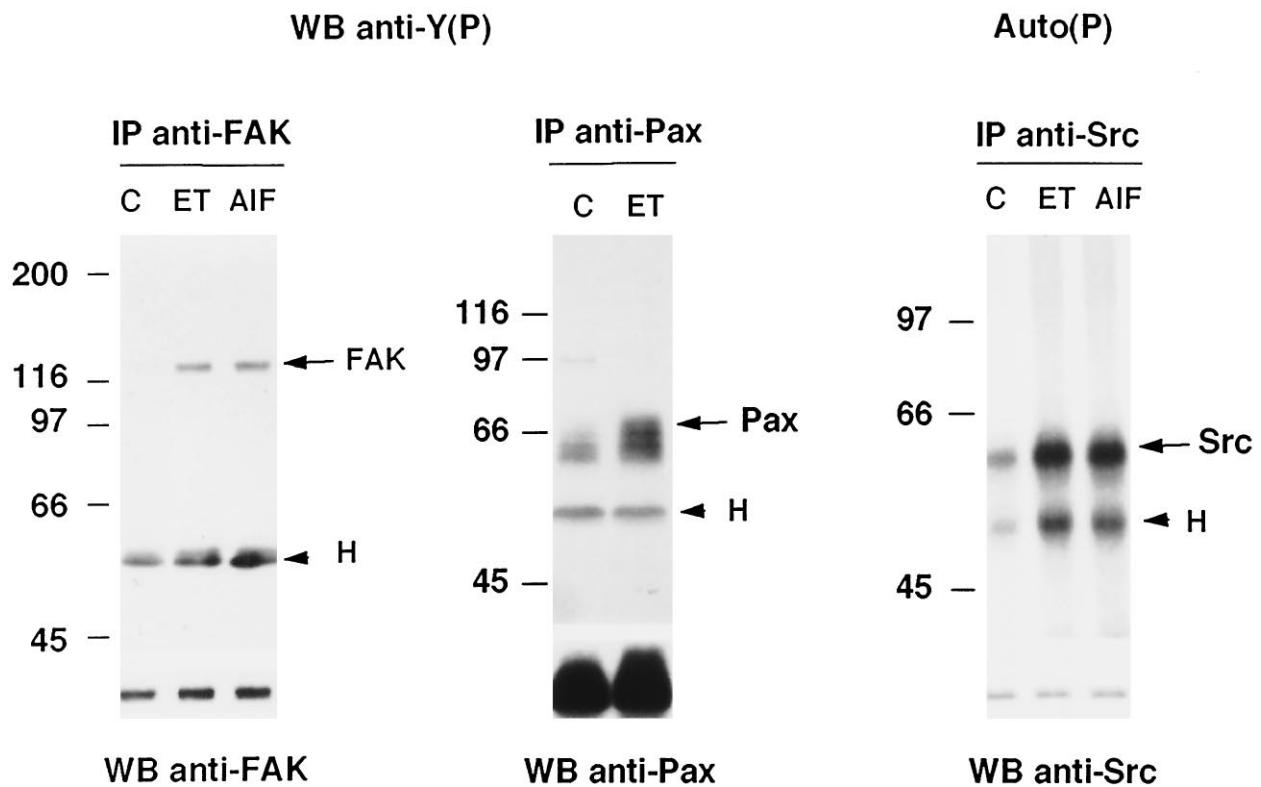 WB anti-Y(P)
Auto(P)
IP anti-FAK
IP anti-Pax
IP anti-Src
C ET AIF
C ET
C ET AIF
200
116
97
66
45
FAK
H
116
97
66
45
Pax
H
97
66
45
Src
H
WB anti-FAK
WB anti-Pax
WB anti-Src